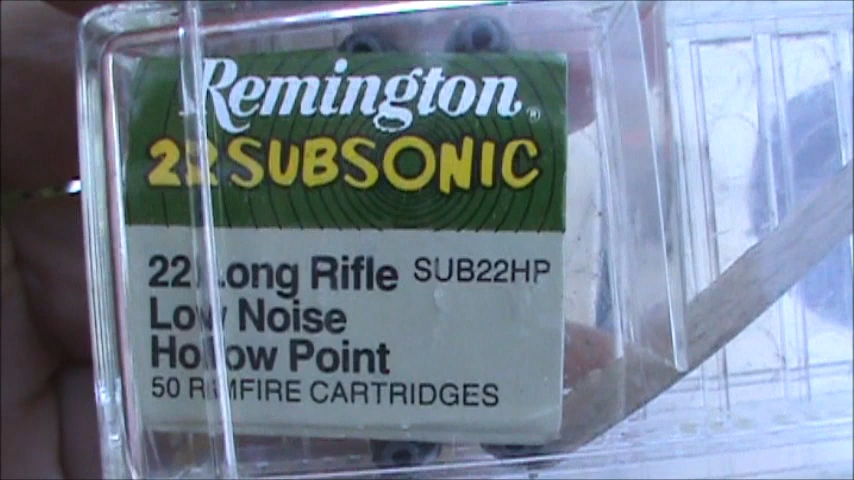 Remington®
22 SUBSONIC
22 Long Rifle SUB22HP
Low Noise
Hollow Point
50 RIMFIRE CARTRIDGES